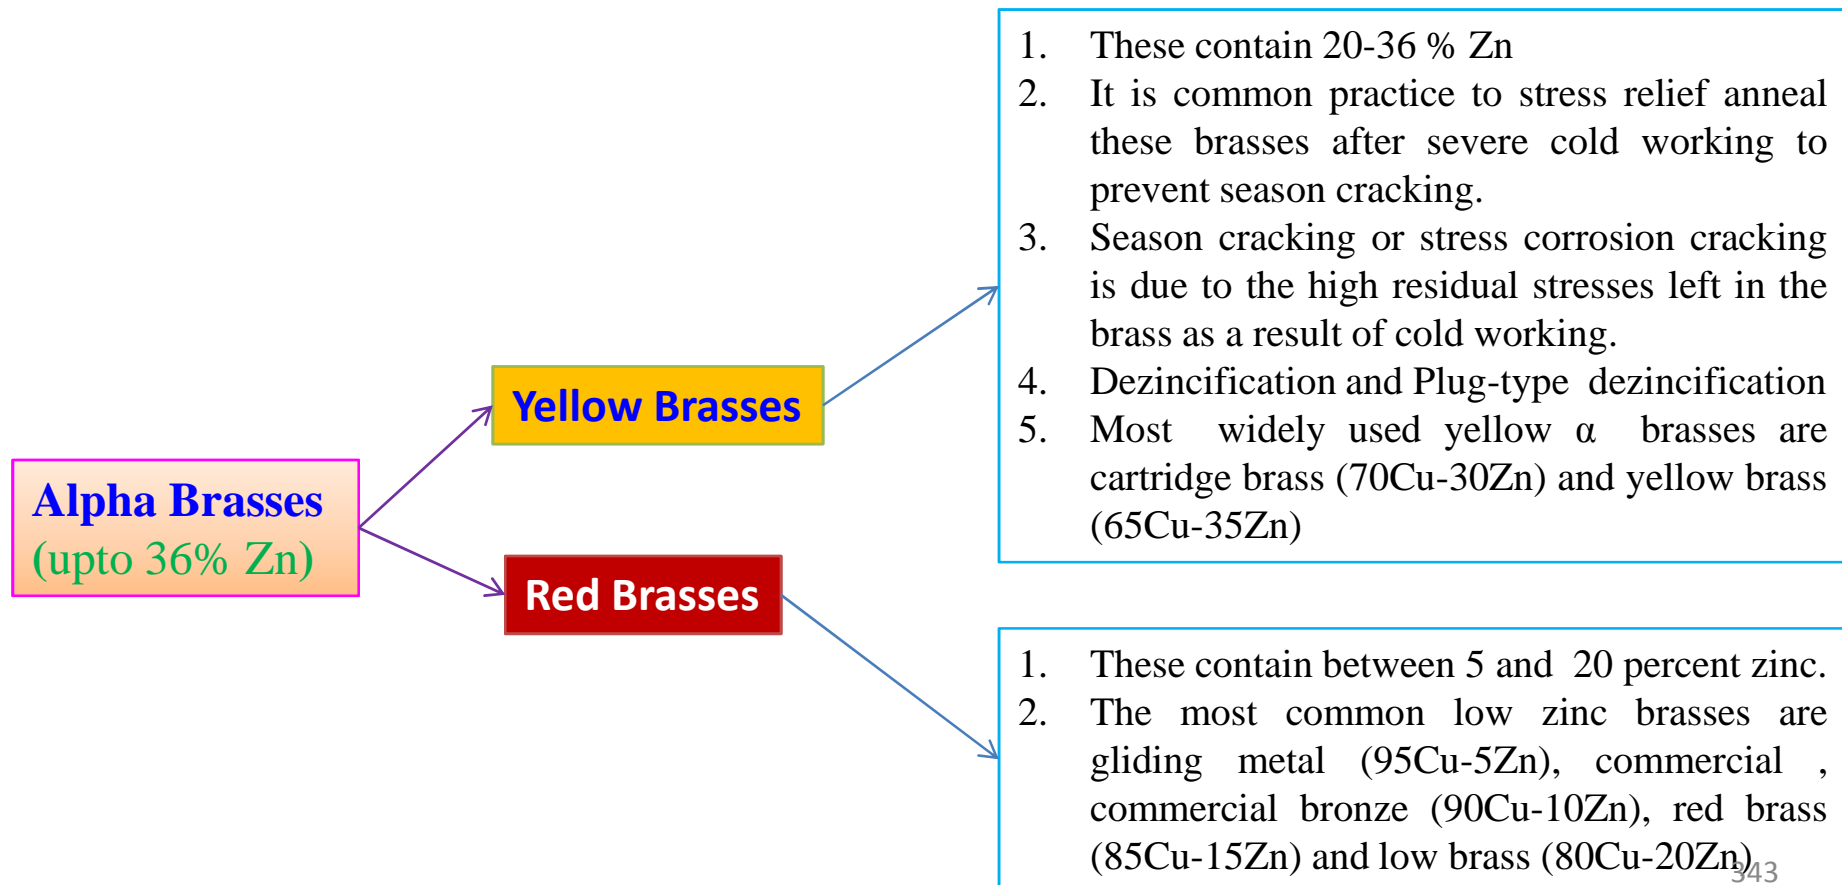 Alpha Brasses
(upto 36% Zn)
Yellow Brasses
Red Brasses
1. These contain 20-36 % Zn
2. It is common practice to stress relief anneal
these brasses after severe cold working to
prevent season cracking.
3. Season cracking or stress corrosion cracking
is due to the high residual stresses left in the
brass as a result of cold working.
4. Dezincification and Plug-type dezincification
5. Most widely used yellow α brasses are
cartridge brass (70Cu-30Zn) and yellow brass
(65Cu-35Zn)
1. These contain between 5 and 20 percent zinc.
2. The most common low zinc brasses are
gliding metal (95Cu-5Zn), commercial ,
commercial bronze (90Cu-10Zn), red brass
(85Cu-15Zn) and low brass (80Cu-20Zn)
343